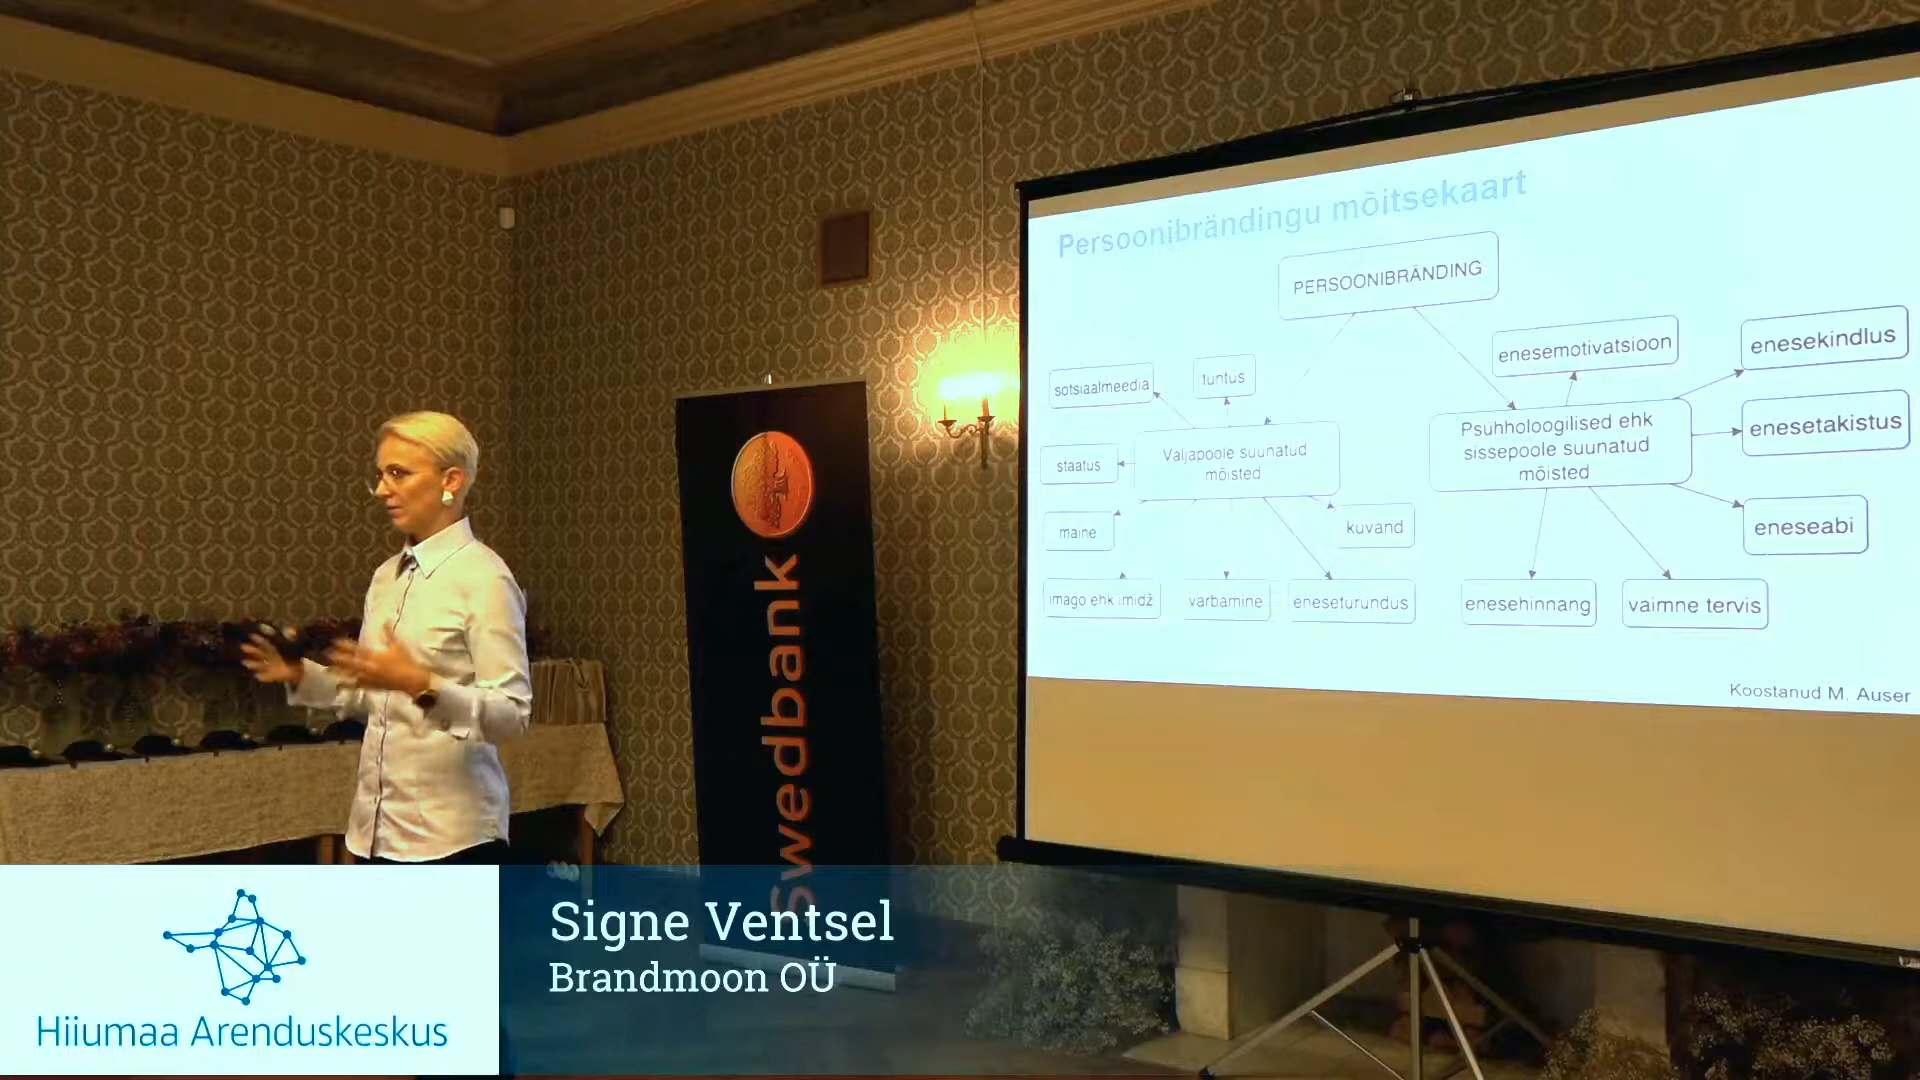 Persoonibrändingu mõitsekaart
PERSOONIBRÄNDING
enesemotivatsioon
enesekindlus
sotsiaalmeedia
tuntus
enesetakistus
Psühholoogilised ehk
sissepoole suunatud
mõisted
Väljapoole suunatud
mõisted
staatus
maine
kuvand
eneseabi
imago ehk imidž
värbamine
eneseturundus
enesehinnang
vaimne tervis
Koostanud M. Auser
Swedbank
Signe Ventsel
Brandmoon OÜ
Hiiumaa Arenduskeskus